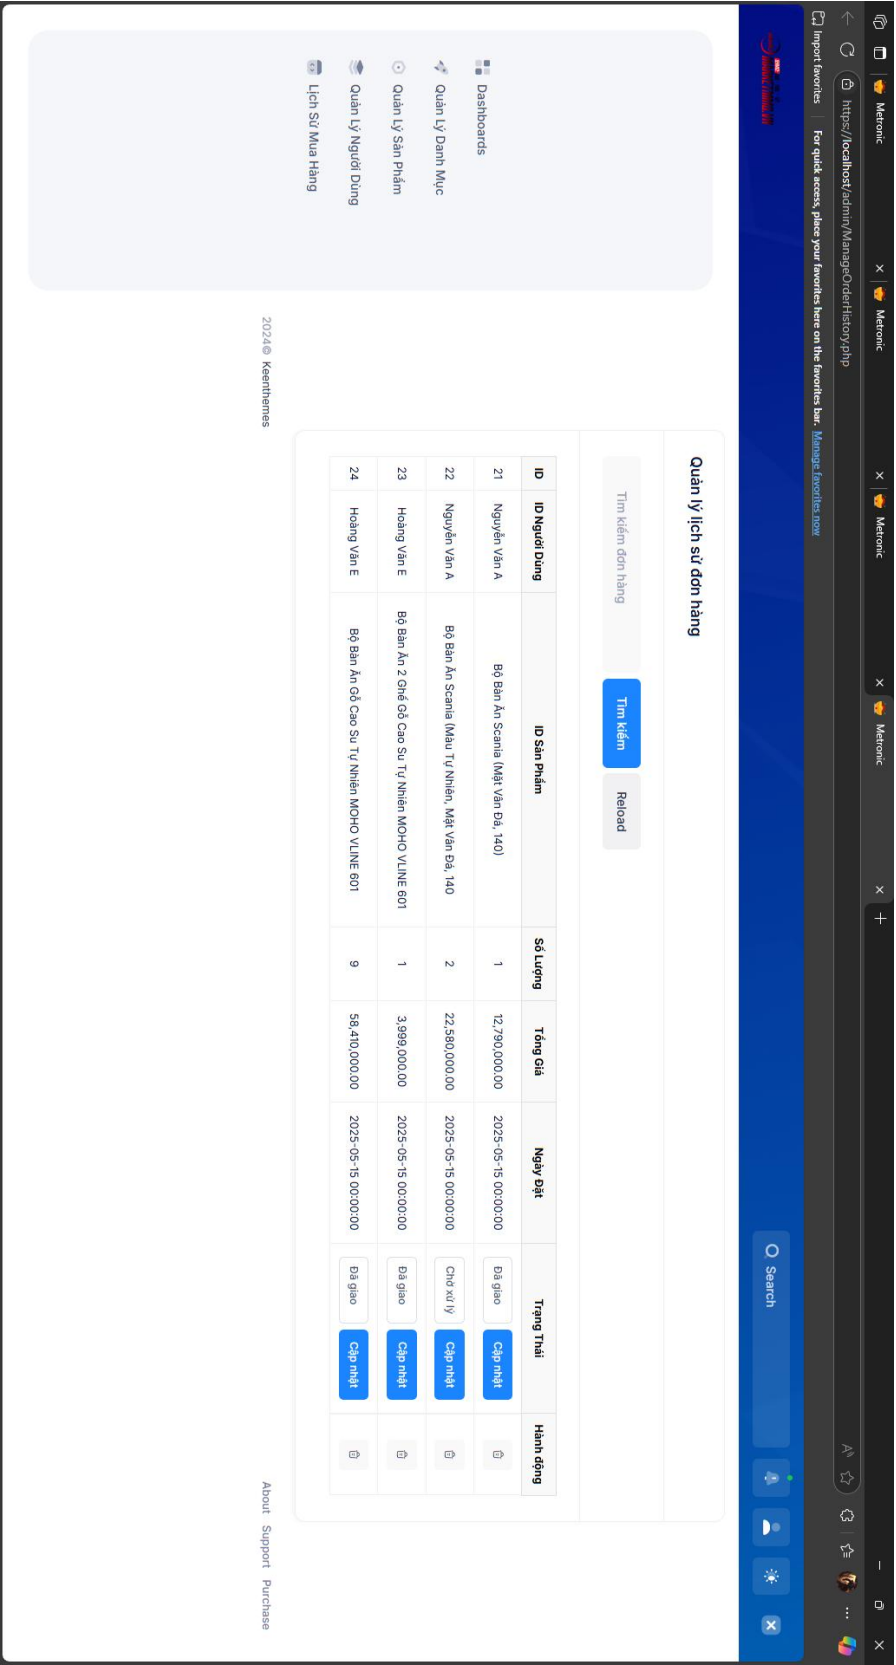 Metronic
Metronic
Metronic
Metronic
https://localhost/admin/ManageOrderHistory.php
Import favorites
For quick access, place your favorites here on the favorites bar. Manage favorites now
Search
Dashboards
Quản Lý Danh Mục
Quản Lý Sản Phẩm
Quản Lý Người Dùng
Lịch Sử Mua Hàng
Quản lý lịch sử đơn hàng
Tìm kiếm đơn hàng Tìm kiếm Reload
ID ID Người Dùng ID Sản Phẩm Số Lượng Tổng Giá Ngày Đặt Trạng Thái Hành động
21 Nguyễn Văn A Bộ Bàn Ăn Scania (Mặt Vân Đá, 140) 1 12,790,000.00 2025-05-15 00:00:00 Đã giao Cập nhật
22 Nguyễn Văn A Bộ Bàn Ăn Scania (Màu Tự Nhiên, Mặt Vân Đá, 140 2 22,580,000.00 2025-05-15 00:00:00 Chờ xử lý Cập nhật
23 Hoàng Văn E Bộ Bàn Ăn 2 Ghế Gỗ Cao Su Tự Nhiên MOHO VLINE 601 1 3,999,000.00 2025-05-15 00:00:00 Đã giao Cập nhật
24 Hoàng Văn E Bộ Bàn Ăn Gỗ Cao Su Tự Nhiên MOHO VLINE 601 9 58,410,000.00 2025-05-15 00:00:00 Đã giao Cập nhật
2024© Keenthemes
About Support Purchase